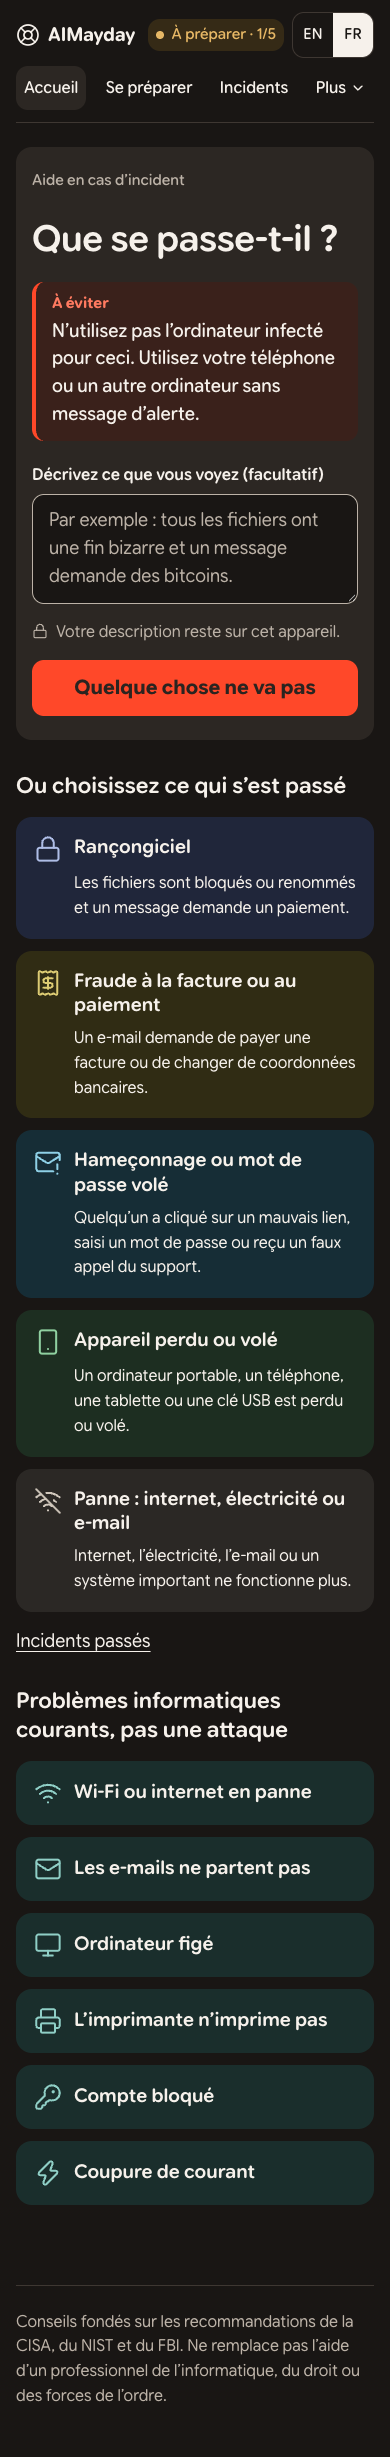 AIMayday
À préparer · 1/5
EN
FR
Accueil
Se préparer
Incidents
Plus
Aide en cas d’incident
Que se passe-t-il ?
À éviter
N’utilisez pas l’ordinateur infecté
pour ceci. Utilisez votre téléphone
ou un autre ordinateur sans
message d’alerte.
Décrivez ce que vous voyez (facultatif)
Par exemple : tous les fichiers ont
une fin bizarre et un message
demande des bitcoins.
Votre description reste sur cet appareil.
Quelque chose ne va pas
Ou choisissez ce qui s’est passé
Rançongiciel
Les fichiers sont bloqués ou renommés
et un message demande un paiement.
Fraude à la facture ou au
paiement
Un e-mail demande de payer une
facture ou de changer de coordonnées
bancaires.
Hameçonnage ou mot de
passe volé
Quelqu’un a cliqué sur un mauvais lien,
saisi un mot de passe ou reçu un faux
appel du support.
Appareil perdu ou volé
Un ordinateur portable, un téléphone,
une tablette ou une clé USB est perdu
ou volé.
Panne : internet, électricité ou
e-mail
Internet, l’électricité, l’e-mail ou un
système important ne fonctionne plus.
Incidents passés
Problèmes informatiques
courants, pas une attaque
Wi-Fi ou internet en panne
Les e-mails ne partent pas
Ordinateur figé
L’imprimante n’imprime pas
Compte bloqué
Coupure de courant
Conseils fondés sur les recommandations de la
CISA, du NIST et du FBI. Ne remplace pas l’aide
d’un professionnel de l’informatique, du droit ou
des forces de l’ordre.